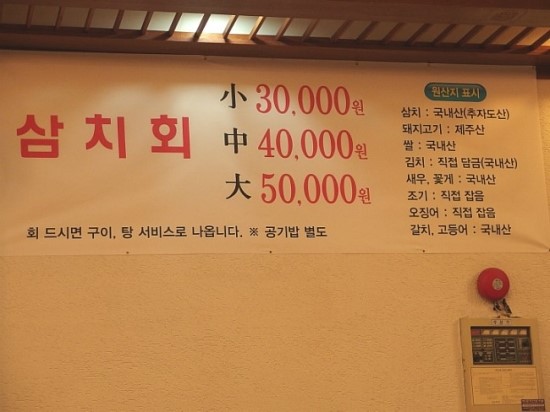 삼치회
小 30,000원
中 40,000원
大 50,000원
회 드시면 구이, 탕 서비스로 나옵니다. ※ 공기밥 별도
원산지 표시
삼치 : 국내산(추자도산)
돼지고기 : 제주산
쌀 : 국내산
김치 : 직접 담금(국내산)
새우, 꽃게 : 국내산
조기 : 직접 잡음
오징어 : 직접 잡음
갈치, 고등어 : 국내산